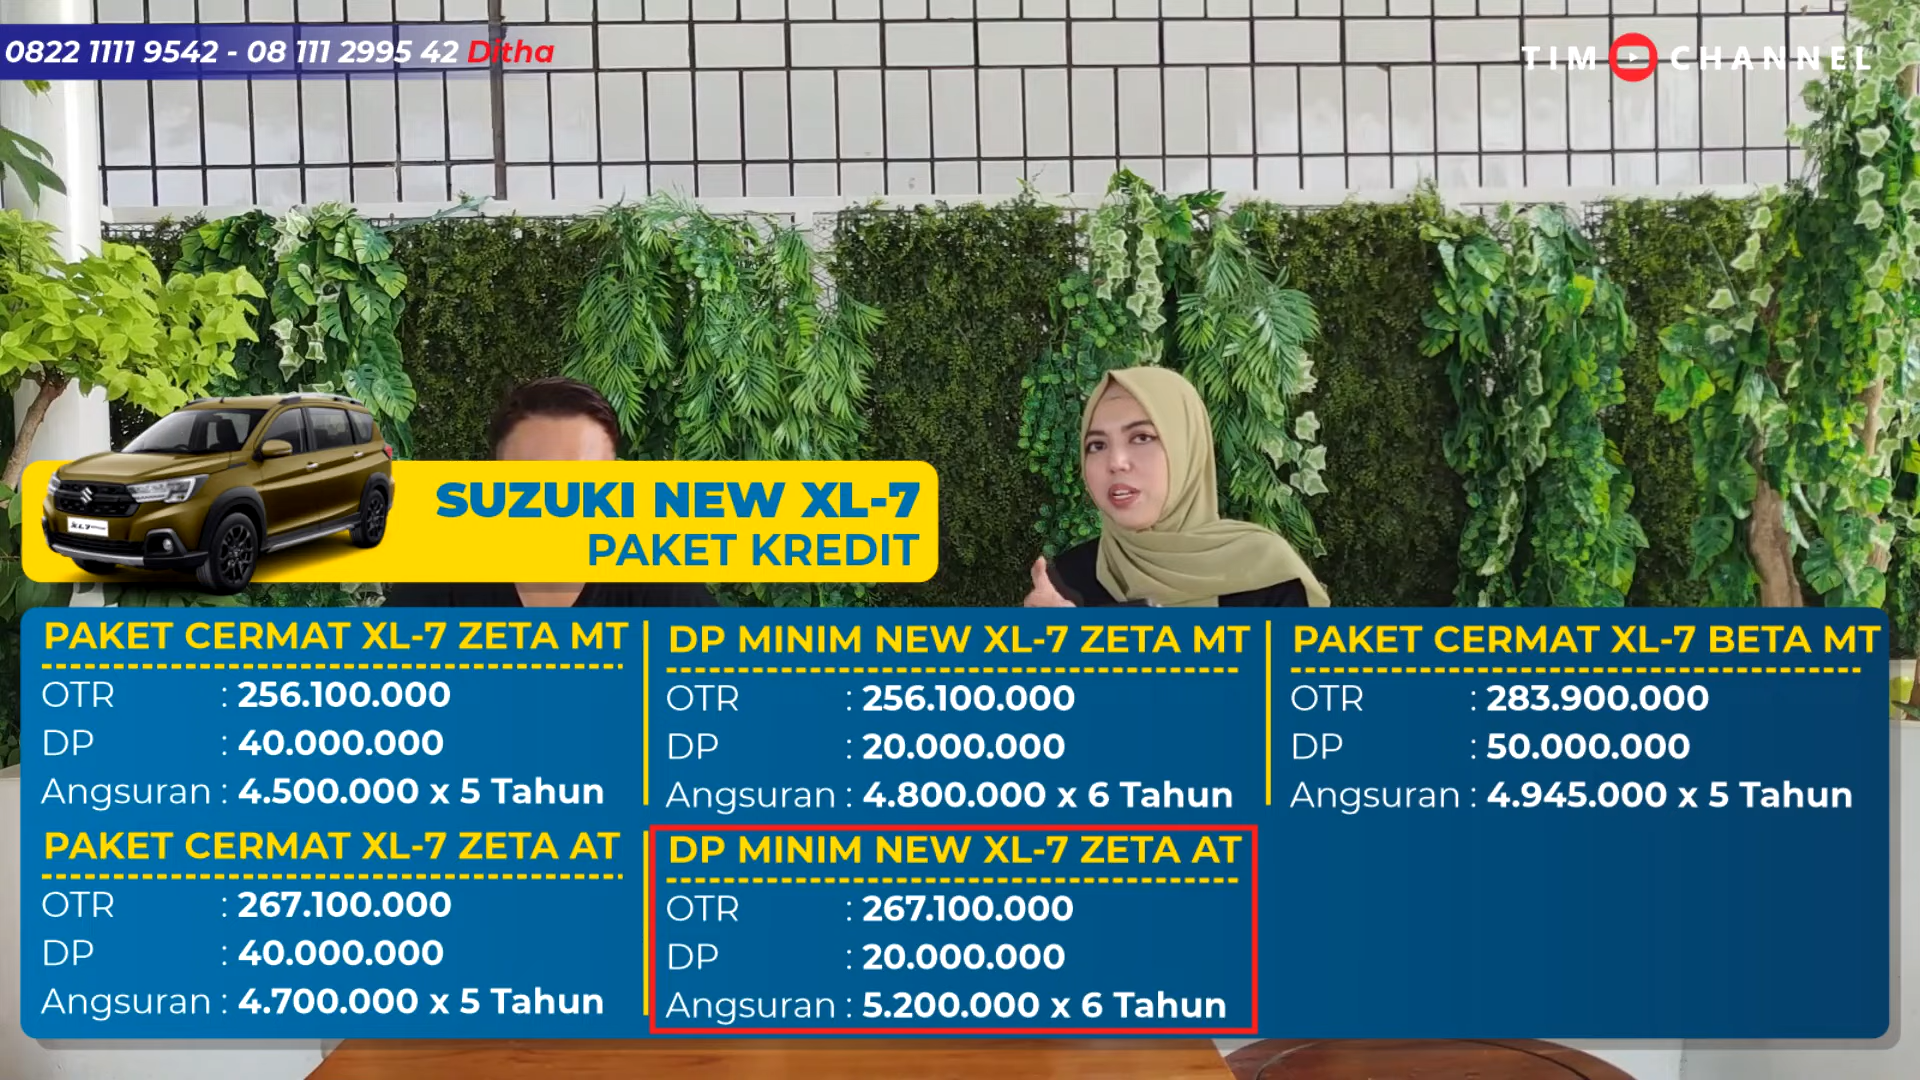 0822 1111 9542 - 08 111 2995 42 Ditha
TIM CHANNEL
SUZUKI NEW XL-7
PAKET KREDIT
PAKET CERMAT XL-7 ZETA MT
OTR : 256.100.000
DP : 40.000.000
Angsuran : 4.500.000 x 5 Tahun
DP MINIM NEW XL-7 ZETA MT
OTR : 256.100.000
DP : 20.000.000
Angsuran : 4.800.000 x 6 Tahun
PAKET CERMAT XL-7 BETA MT
OTR : 283.900.000
DP : 50.000.000
Angsuran : 4.945.000 x 5 Tahun
PAKET CERMAT XL-7 ZETA AT
OTR : 267.100.000
DP : 40.000.000
Angsuran : 4.700.000 x 5 Tahun
DP MINIM NEW XL-7 ZETA AT
OTR : 267.100.000
DP : 20.000.000
Angsuran : 5.200.000 x 6 Tahun